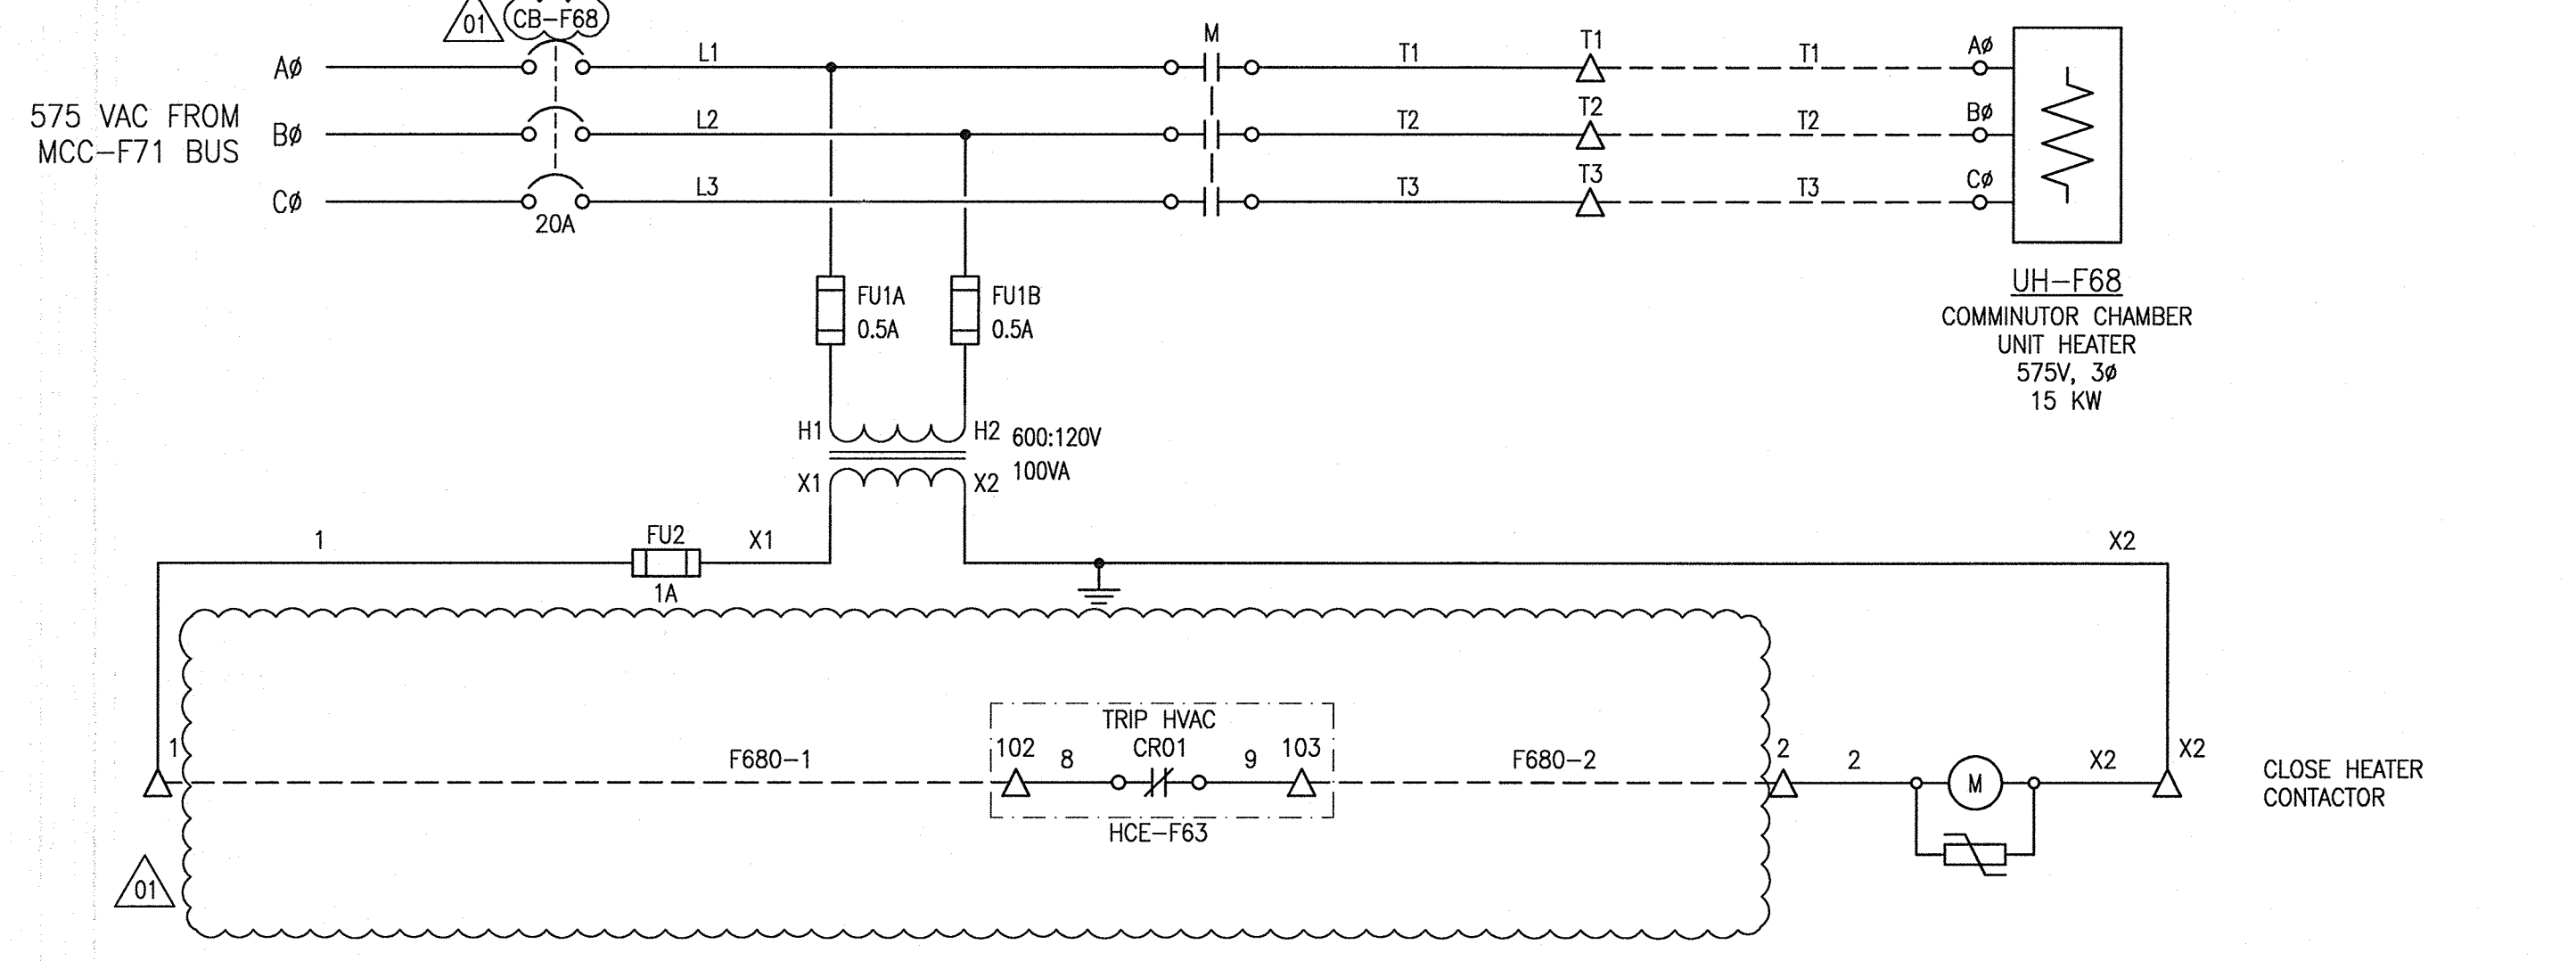 01
CB-F68
AØ
L1
M
T1
T1
T1
AØ
575 VAC FROM
MCC-F71 BUS
BØ
L2
T2
T2
T2
BØ
CØ
L3
T3
T3
T3
CØ
20A
FU1A
0.5A
FU1B
0.5A
UH-F68
COMMINUTOR CHAMBER
UNIT HEATER
575V, 3Ø
15 KW
H1
H2
600:120V
100VA
X1
X2
1
FU2
X1
X2
1A
TRIP HVAC
1
F680-1
102
8
CR01
9
103
F680-2
2
2
M
X2
X2
CLOSE HEATER
CONTACTOR
HCE-F63
01